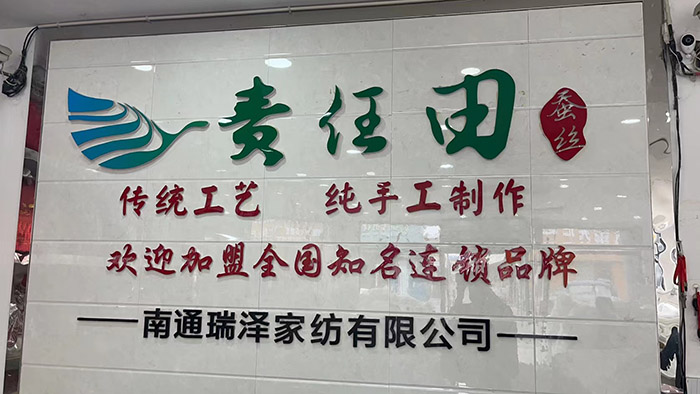 责任田 蚕丝
传统工艺 纯手工制作
欢迎加盟全国知名连锁品牌
南通瑞泽家纺有限公司